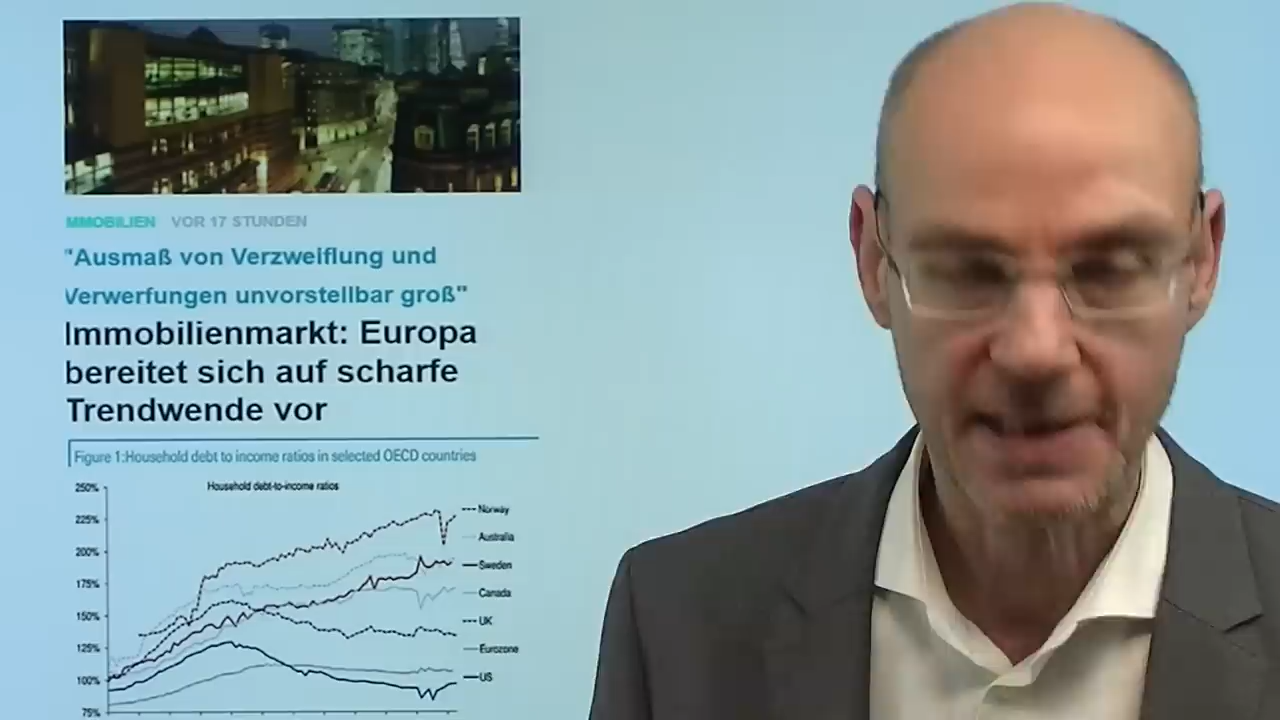 MMOBILIEN VOR 17 STUNDEN
"Ausmaß von Verzweiflung und
Verwerfungen unvorstellbar groß"
Immobilienmarkt: Europa
bereitet sich auf scharfe
Trendwende vor
Figure 1:Household debt to income ratios in selected OECD countries
Household debt-to-income ratios
250%
225%
200%
175%
150%
125%
100%
75%
Norway
Australia
Sweden
Canada
UK
Eurozone
US